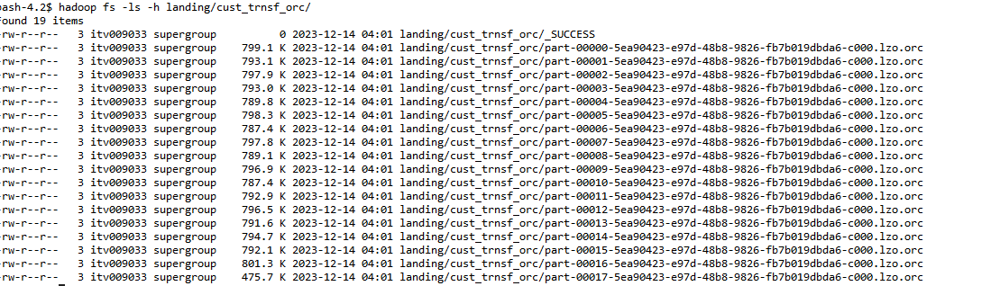 bash-4.2$ hadoop fs -ls -h landing/cust_trnsf_orc/
Found 19 items
-rw-r--r--   3 itv009033 supergroup          0 2023-12-14 04:01 landing/cust_trnsf_orc/_SUCCESS
-rw-r--r--   3 itv009033 supergroup    799.1 K 2023-12-14 04:01 landing/cust_trnsf_orc/part-00000-5ea90423-e97d-48b8-9826-fb7b019dbda6-c000.lzo.orc
-rw-r--r--   3 itv009033 supergroup    793.1 K 2023-12-14 04:01 landing/cust_trnsf_orc/part-00001-5ea90423-e97d-48b8-9826-fb7b019dbda6-c000.lzo.orc
-rw-r--r--   3 itv009033 supergroup    797.9 K 2023-12-14 04:01 landing/cust_trnsf_orc/part-00002-5ea90423-e97d-48b8-9826-fb7b019dbda6-c000.lzo.orc
-rw-r--r--   3 itv009033 supergroup    793.0 K 2023-12-14 04:01 landing/cust_trnsf_orc/part-00003-5ea90423-e97d-48b8-9826-fb7b019dbda6-c000.lzo.orc
-rw-r--r--   3 itv009033 supergroup    789.8 K 2023-12-14 04:01 landing/cust_trnsf_orc/part-00004-5ea90423-e97d-48b8-9826-fb7b019dbda6-c000.lzo.orc
-rw-r--r--   3 itv009033 supergroup    798.3 K 2023-12-14 04:01 landing/cust_trnsf_orc/part-00005-5ea90423-e97d-48b8-9826-fb7b019dbda6-c000.lzo.orc
-rw-r--r--   3 itv009033 supergroup    787.4 K 2023-12-14 04:01 landing/cust_trnsf_orc/part-00006-5ea90423-e97d-48b8-9826-fb7b019dbda6-c000.lzo.orc
-rw-r--r--   3 itv009033 supergroup    797.8 K 2023-12-14 04:01 landing/cust_trnsf_orc/part-00007-5ea90423-e97d-48b8-9826-fb7b019dbda6-c000.lzo.orc
-rw-r--r--   3 itv009033 supergroup    789.1 K 2023-12-14 04:01 landing/cust_trnsf_orc/part-00008-5ea90423-e97d-48b8-9826-fb7b019dbda6-c000.lzo.orc
-rw-r--r--   3 itv009033 supergroup    796.9 K 2023-12-14 04:01 landing/cust_trnsf_orc/part-00009-5ea90423-e97d-48b8-9826-fb7b019dbda6-c000.lzo.orc
-rw-r--r--   3 itv009033 supergroup    787.4 K 2023-12-14 04:01 landing/cust_trnsf_orc/part-00010-5ea90423-e97d-48b8-9826-fb7b019dbda6-c000.lzo.orc
-rw-r--r--   3 itv009033 supergroup    792.9 K 2023-12-14 04:01 landing/cust_trnsf_orc/part-00011-5ea90423-e97d-48b8-9826-fb7b019dbda6-c000.lzo.orc
-rw-r--r--   3 itv009033 supergroup    796.5 K 2023-12-14 04:01 landing/cust_trnsf_orc/part-00012-5ea90423-e97d-48b8-9826-fb7b019dbda6-c000.lzo.orc
-rw-r--r--   3 itv009033 supergroup    791.6 K 2023-12-14 04:01 landing/cust_trnsf_orc/part-00013-5ea90423-e97d-48b8-9826-fb7b019dbda6-c000.lzo.orc
-rw-r--r--   3 itv009033 supergroup    794.7 K 2023-12-14 04:01 landing/cust_trnsf_orc/part-00014-5ea90423-e97d-48b8-9826-fb7b019dbda6-c000.lzo.orc
-rw-r--r--   3 itv009033 supergroup    792.1 K 2023-12-14 04:01 landing/cust_trnsf_orc/part-00015-5ea90423-e97d-48b8-9826-fb7b019dbda6-c000.lzo.orc
-rw-r--r--   3 itv009033 supergroup    801.3 K 2023-12-14 04:01 landing/cust_trnsf_orc/part-00016-5ea90423-e97d-48b8-9826-fb7b019dbda6-c000.lzo.orc
-rw-r--r--   3 itv009033 supergroup    475.7 K 2023-12-14 04:01 landing/cust_trnsf_orc/part-00017-5ea90423-e97d-48b8-9826-fb7b019dbda6-c000.lzo.orc